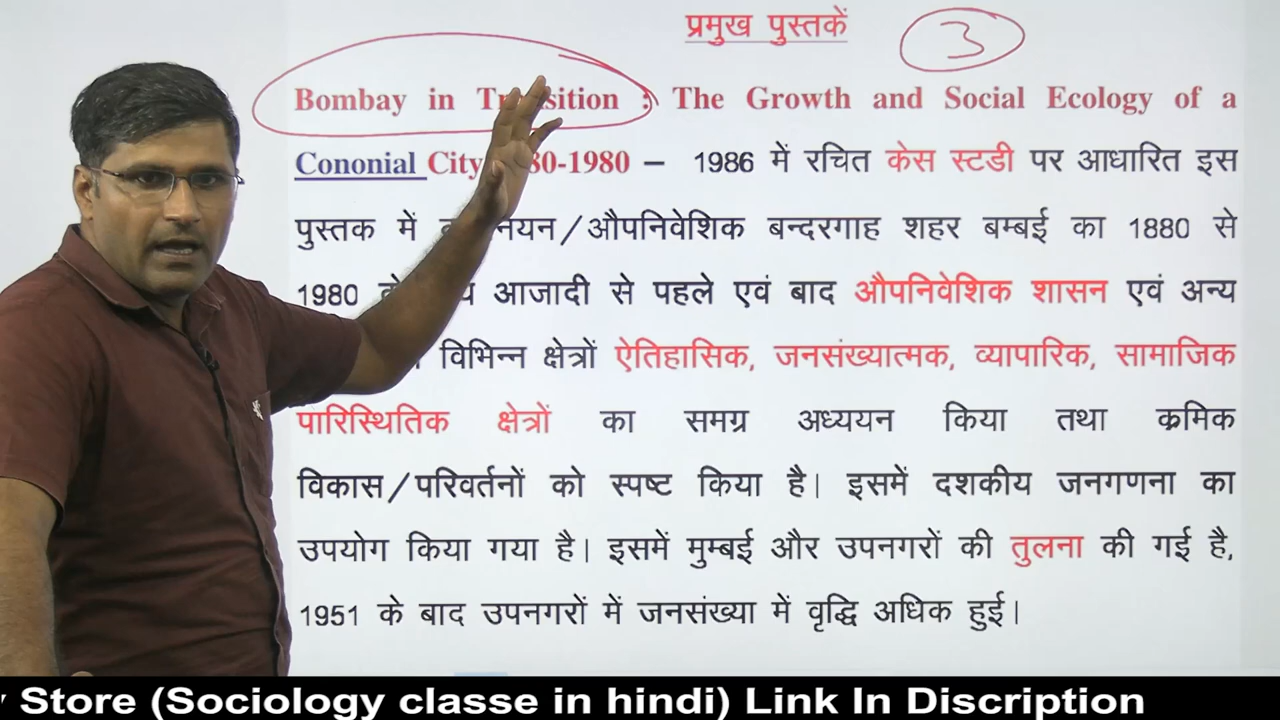 प्रमुख पुस्तकें
3
Bombay in Transition ; The Growth and Social Ecology of a
Cononial City 80-1980 – 1986 में रचित केस स्टडी पर आधारित इस
पुस्तक में /औपनिवेशिक बन्दरगाह शहर बम्बई का 1880 से
1980 आजादी से पहले एवं बाद औपनिवेशिक शासन एवं अन्य
विभिन्न क्षेत्रों ऐतिहासिक, जनसंख्यात्मक, व्यापारिक, सामाजिक
पारिस्थितिक क्षेत्रों का समग्र अध्ययन किया तथा क्रमिक
विकास/परिवर्तनों को स्पष्ट किया है। इसमें दशकीय जनगणना का
उपयोग किया गया है। इसमें मुम्बई और उपनगरों की तुलना की गई है,
1951 के बाद उपनगरों में जनसंख्या में वृद्धि अधिक हुई।
Store (Sociology classe in hindi) Link In Discription